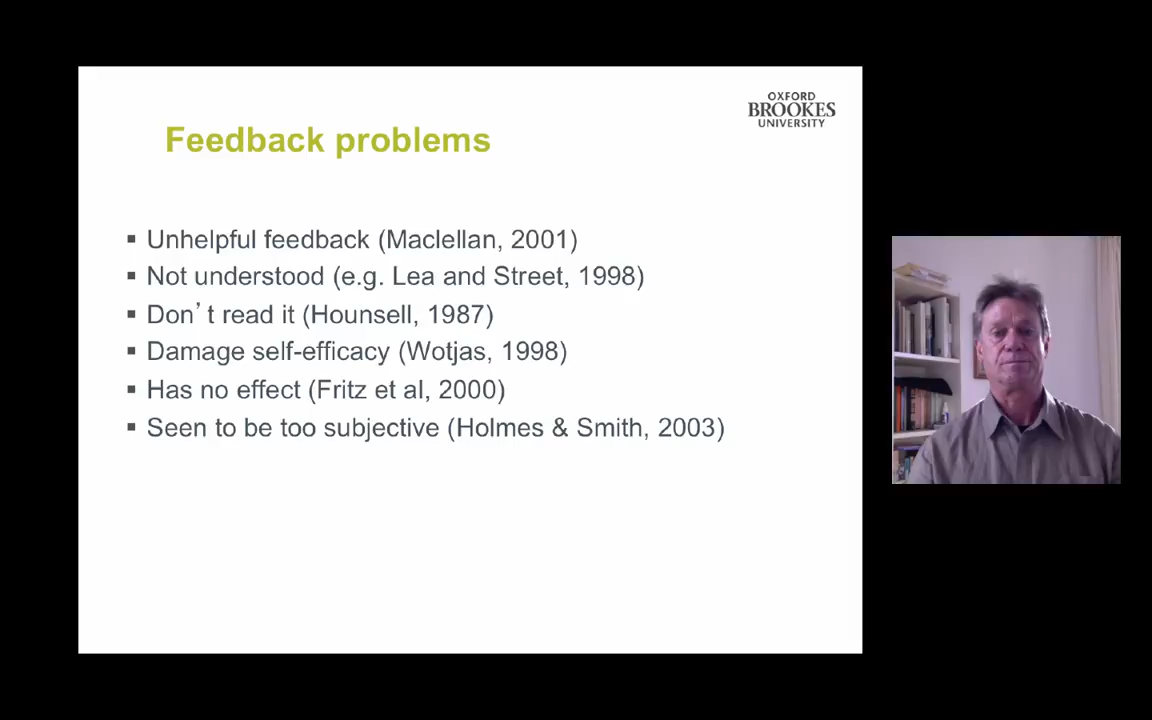 OXFORD
BROOKES
UNIVERSITY
Feedback problems
▪ Unhelpful feedback (Maclellan, 2001)
▪ Not understood (e.g. Lea and Street, 1998)
▪ Don’t read it (Hounsell, 1987)
▪ Damage self-efficacy (Wotjas, 1998)
▪ Has no effect (Fritz et al, 2000)
▪ Seen to be too subjective (Holmes & Smith, 2003)